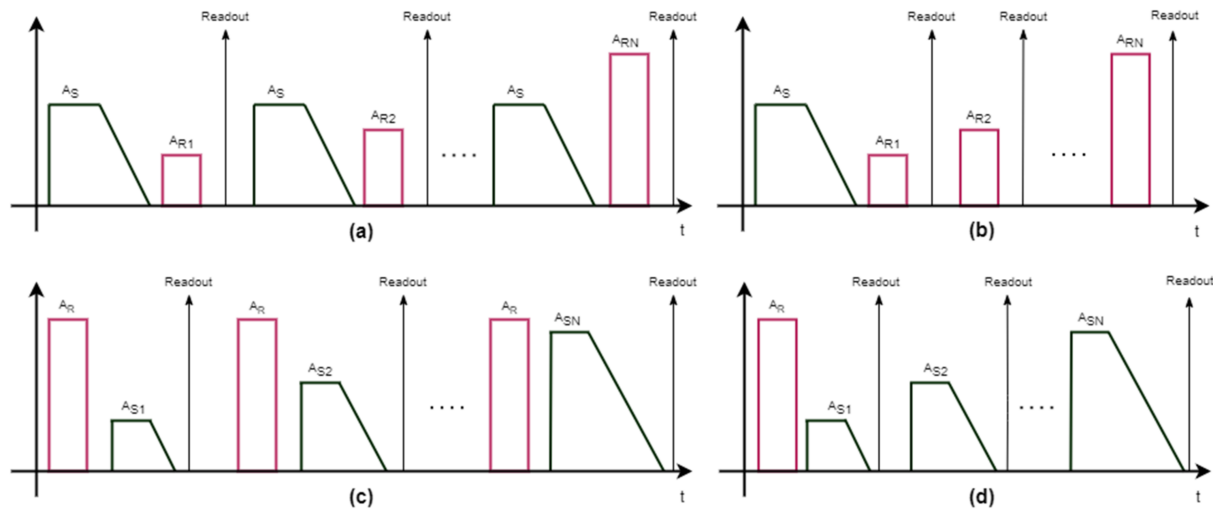 Readout
Readout
Readout
A_S
A_R1
A_S
A_R2
A_S
A_RN
....
t
(a)
Readout
Readout
Readout
A_S
A_R1
A_R2
A_RN
....
t
(b)
Readout
Readout
Readout
A_R
A_S1
A_R
A_S2
A_R
A_SN
....
t
(c)
Readout
Readout
Readout
A_R
A_S1
A_S2
A_SN
....
t
(d)